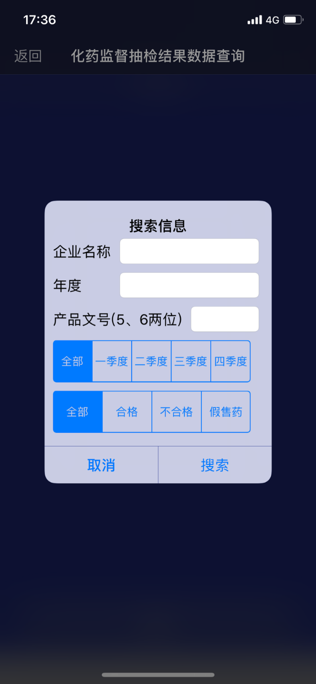 17:36 4G
返回 化药监督抽检结果数据查询
搜索信息
企业名称
年度
产品文号(5、6两位)
全部 一季度 二季度 三季度 四季度
全部 合格 不合格 假售药
取消 搜索